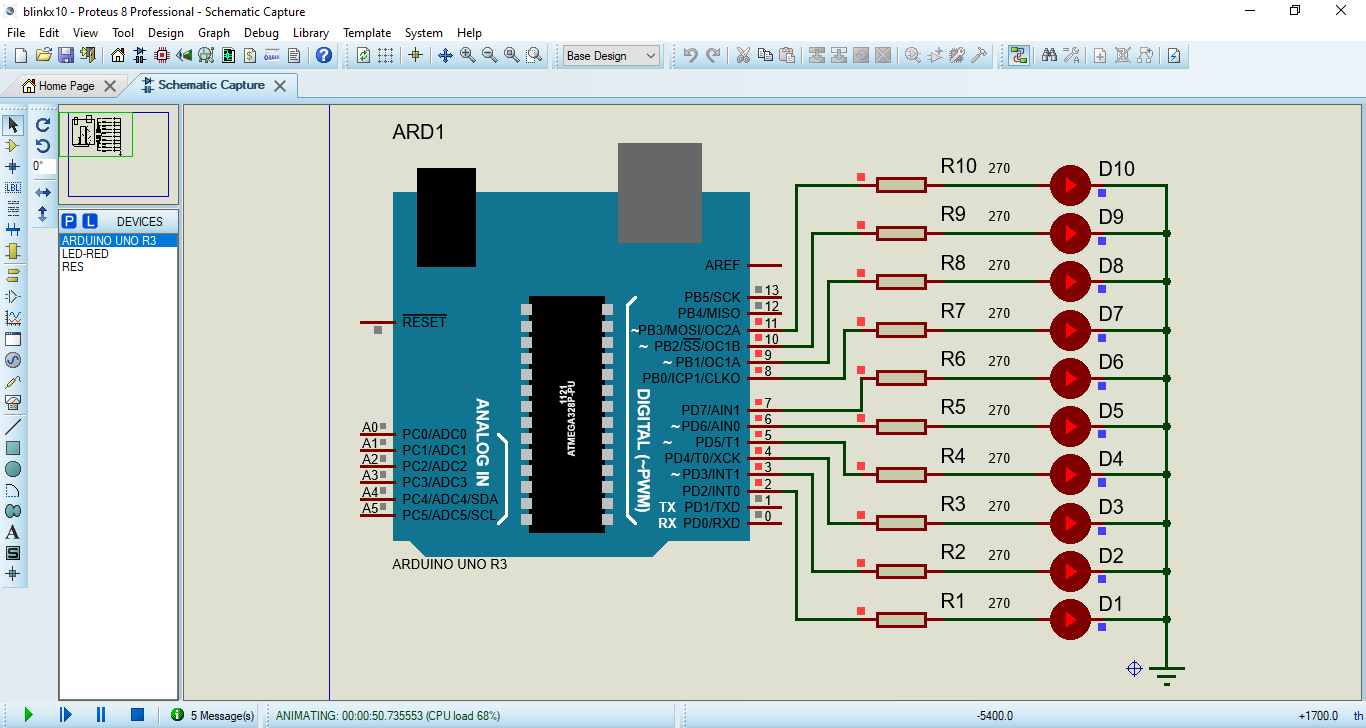 blinkx10 - Proteus 8 Professional - Schematic Capture
File Edit View Tool Design Graph Debug Library Template System Help
Base Design
Home Page
Schematic Capture
0°
P L DEVICES
ARDUINO UNO R3
LED-RED
RES
ARD1
RESET
A0 PC0/ADC0
A1 PC1/ADC1
A2 PC2/ADC2
A3 PC3/ADC3
A4 PC4/ADC4/SDA
A5 PC5/ADC5/SCL
ANALOG IN
1121
ATMEGA328P-PU
DIGITAL (~PWM)
AREF
PB5/SCK 13
PB4/MISO 12
~PB3/MOSI/OC2A 11
~ PB2/SS/OC1B 10
~ PB1/OC1A 9
PB0/ICP1/CLKO 8
PD7/AIN1 7
~PD6/AIN0 6
~ PD5/T1 5
PD4/T0/XCK 4
~PD3/INT1 3
PD2/INT0 2
TX PD1/TXD 1
RX PD0/RXD 0
ARDUINO UNO R3
R10 270 D10
R9 270 D9
R8 270 D8
R7 270 D7
R6 270 D6
R5 270 D5
R4 270 D4
R3 270 D3
R2 270 D2
R1 270 D1
5 Message(s)
ANIMATING: 00:00:50.735553 (CPU load 68%)
-5400.0
+1700.0
th